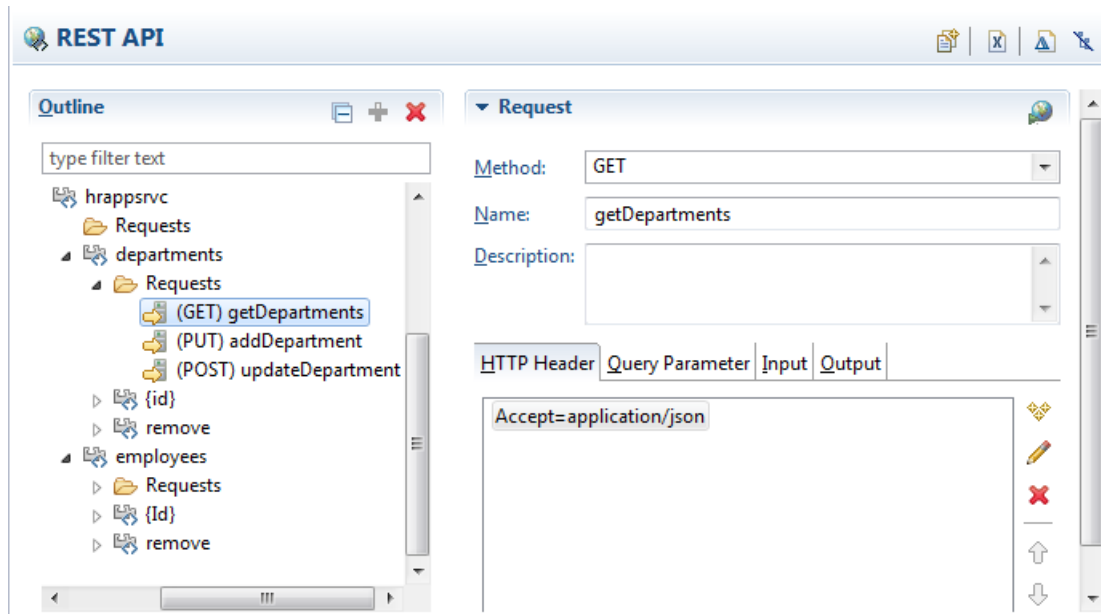 REST API
Outline
type filter text
hrappsrvc
Requests
departments
Requests
(GET) getDepartments
(PUT) addDepartment
(POST) updateDepartment
{id}
remove
employees
Requests
{Id}
remove
Request
Method: GET
Name: getDepartments
Description:
HTTP Header Query Parameter Input Output
Accept=application/json